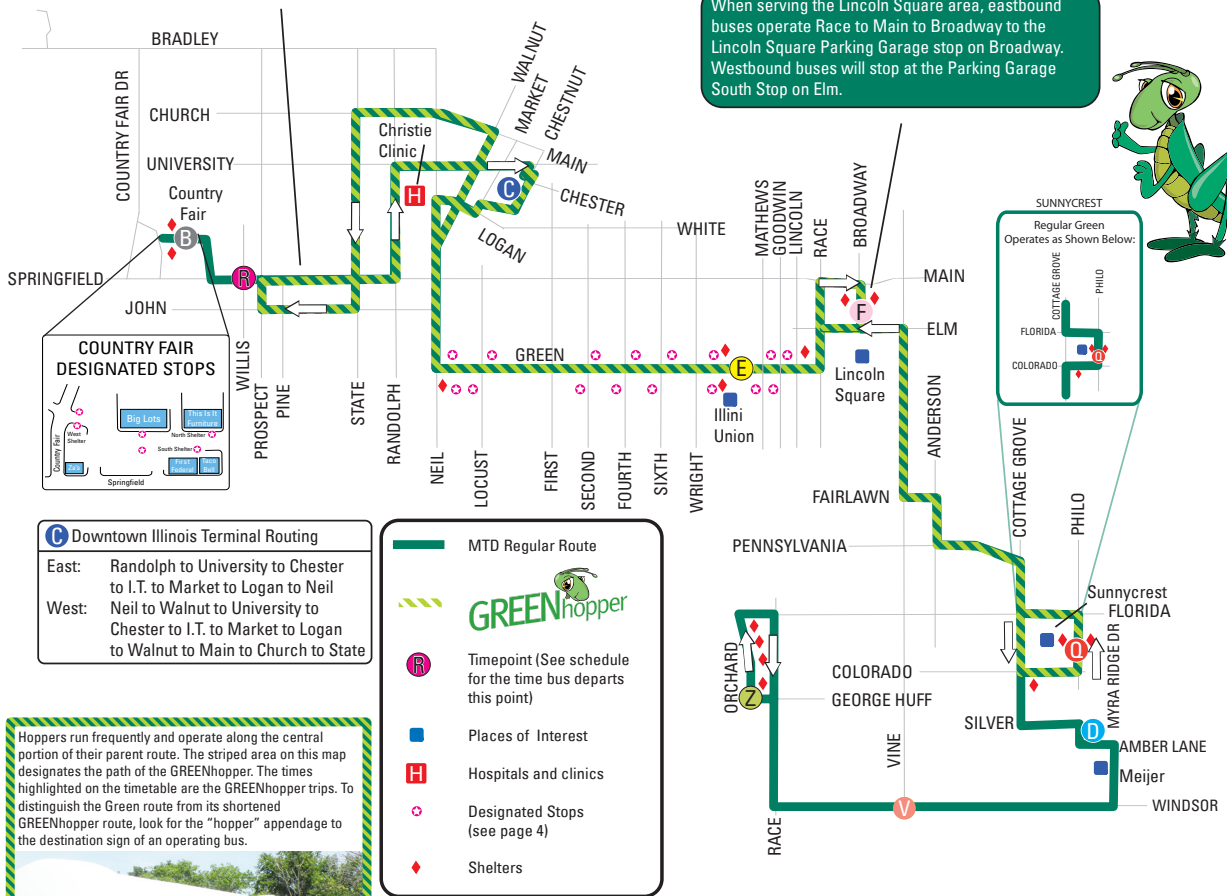 When serving the Lincoln Square area, eastbound
buses operate Race to Main to Broadway to the
Lincoln Square Parking Garage stop on Broadway.
Westbound buses will stop at the Parking Garage
South Stop on Elm.
BRADLEY
COUNTRY FAIR DR
CHURCH
UNIVERSITY
Country
Fair
B
SPRINGFIELD
R
JOHN
WILLIS
PROSPECT
PINE
STATE
RANDOLPH
Christie
Clinic
H
WALNUT
MARKET
CHESTNUT
MAIN
C
CHESTER
LOGAN
WHITE
NEIL
LOCUST
GREEN
FIRST
SECOND
FOURTH
SIXTH
WRIGHT
E
Illini
Union
MATHEWS
GOODWIN
LINCOLN
RACE
BROADWAY
MAIN
F
ELM
Lincoln
Square
ANDERSON
FAIRLAWN
PENNSYLVANIA
COTTAGE GROVE
PHILO
Sunnycrest
FLORIDA
Q
COLORADO
MYRA RIDGE DR
GEORGE HUFF
ORCHARD
Z
SILVER
D
AMBER LANE
Meijer
VINE
V
WINDSOR
RACE
SUNNYCREST
Regular Green
Operates as Shown Below:
COTTAGE GROVE
PHILO
FLORIDA
Q
COLORADO
COUNTRY FAIR
DESIGNATED STOPS
Big Lots
This Is It
Furniture
West
Shelter
North Shelter
South Shelter
Country Fair
Za's
First
Federal
Taco
Bell
Springfield
C Downtown Illinois Terminal Routing
East: Randolph to University to Chester
to I.T. to Market to Logan to Neil
West: Neil to Walnut to University to
Chester to I.T. to Market to Logan
to Walnut to Main to Church to State
MTD Regular Route
GREENhopper
R
Timepoint (See schedule
for the time bus departs
this point)
Places of Interest
H
Hospitals and clinics
Designated Stops
(see page 4)
Shelters
Hoppers run frequently and operate along the central
portion of their parent route. The striped area on this map
designates the path of the GREENhopper. The times
highlighted on the timetable are the GREENhopper trips. To
distinguish the Green route from its shortened
GREENhopper route, look for the “hopper” appendage to
the destination sign of an operating bus.